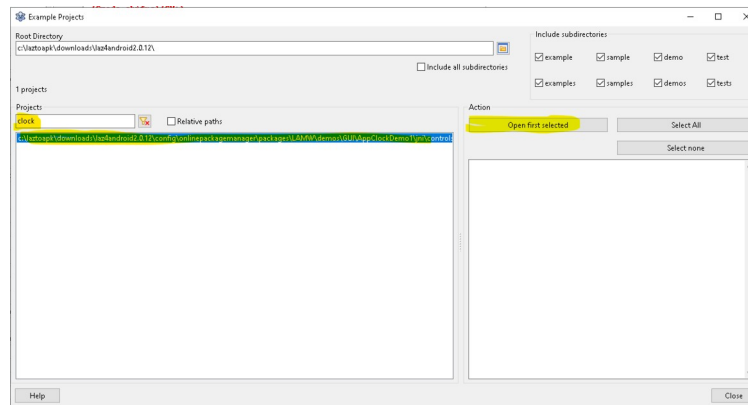 Example Projects
Root Directory
c:\laztoapk\downloads\laz4android2.0.12\
Include all subdirectories
Include subdirectories
example
sample
demo
test
examples
samples
demos
tests
1 projects
Projects
clock
Relative paths
c:\laztoapk\downloads\laz4android2.0.12\config\onlinepackagemanager\packages\LAMW\demos\GUI\AppClockDemo1\jni\controls
Action
Open first selected
Select All
Select none
Help
Close